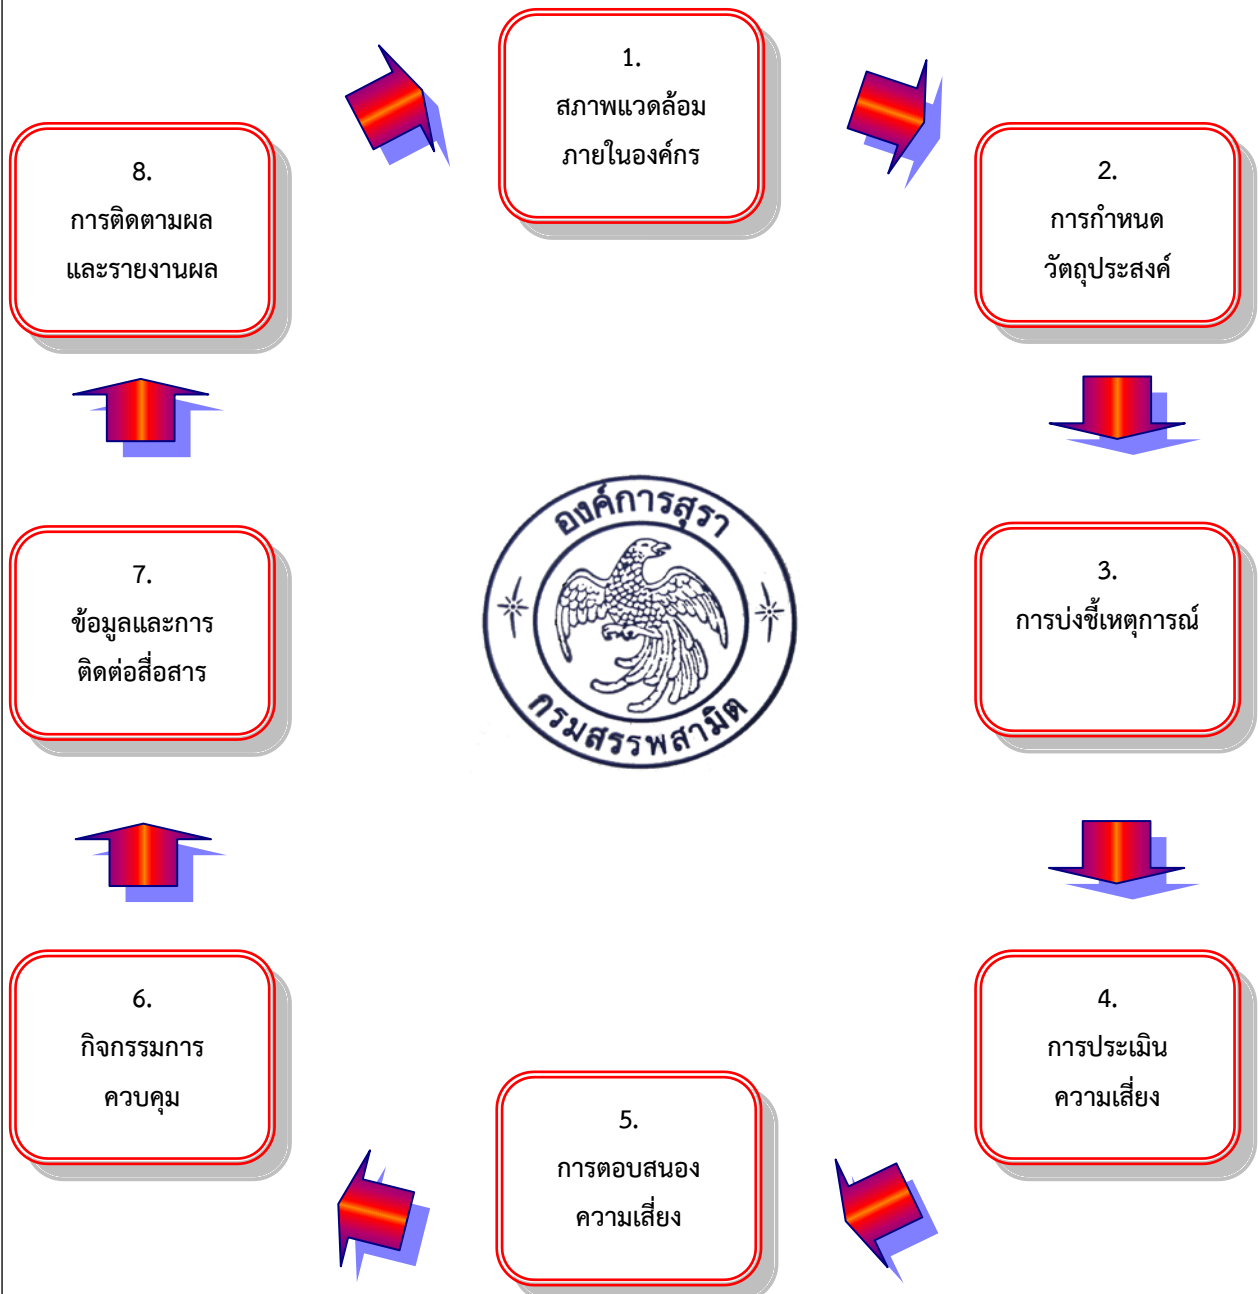 1.
สภาพแวดล้อม
ภายในองค์กร
2.
การกำหนด
วัตถุประสงค์
3.
การบ่งชี้เหตุการณ์
4.
การประเมิน
ความเสี่ยง
5.
การตอบสนอง
ความเสี่ยง
6.
กิจกรรมการ
ควบคุม
7.
ข้อมูลและการ
ติดต่อสื่อสาร
8.
การติดตามผล
และรายงานผล
องค์การสุรา
กรมสรรพสามิต